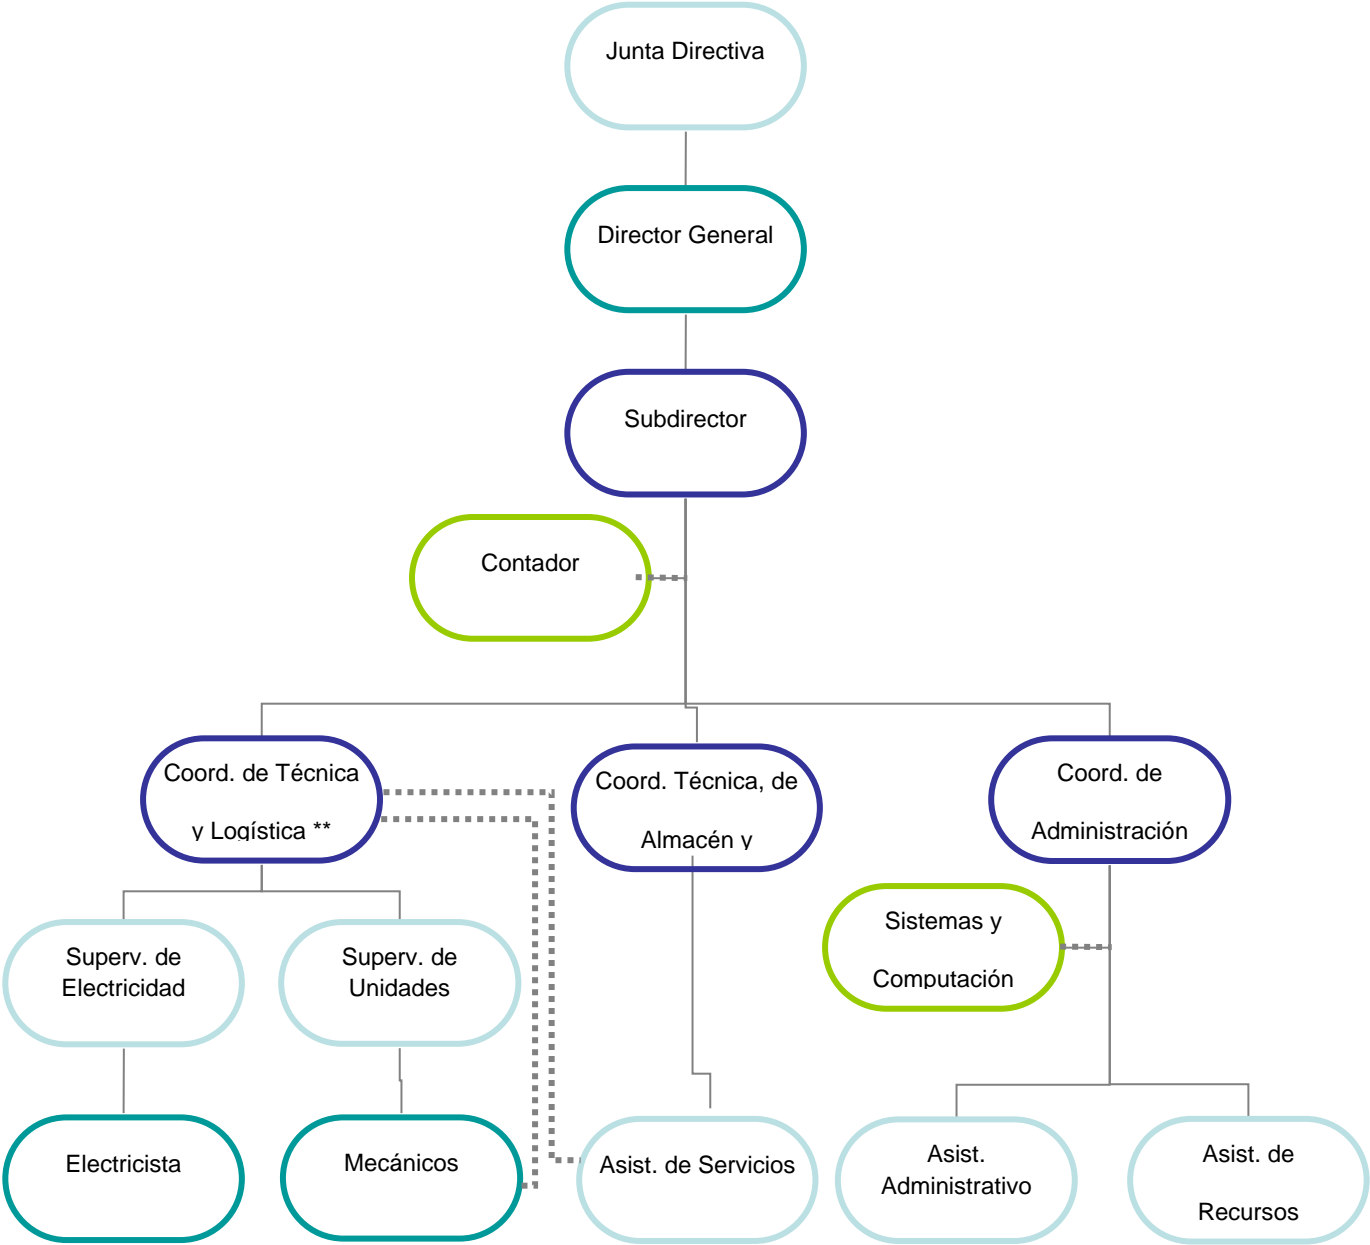 Junta Directiva
Director General
Subdirector
Contador
Coord. de Técnica
y Logística **
Coord. Técnica, de
Almacén y
Coord. de
Administración
Sistemas y
Computación
Superv. de
Electricidad
Superv. de
Unidades
Electricista
Mecánicos
Asist. de Servicios
Asist.
Administrativo
Asist. de
Recursos